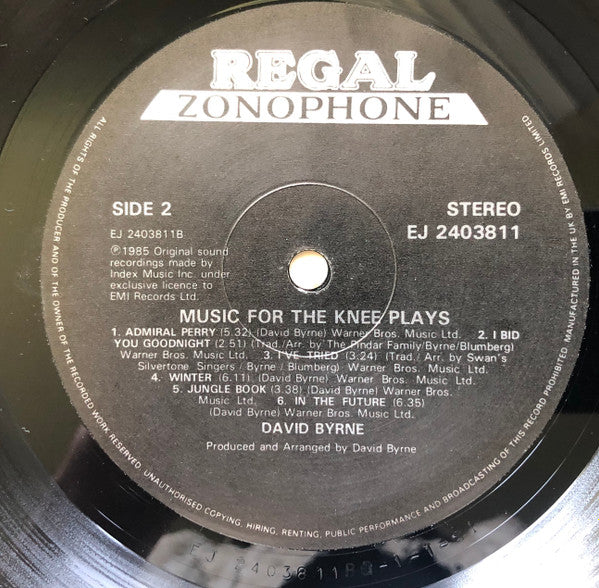 REGAL
ZONOPHONE
SIDE 2
STEREO
EJ 2403811B
EJ 2403811
Ⓟ1985 Original sound
recordings made by
Index Music Inc. under
exclusive licence to
EMI Records Ltd.
MUSIC FOR THE KNEE PLAYS
1. ADMIRAL PERRY (5.32) (David Byrne) Warner Bros. Music Ltd. 2. I BID
YOU GOODNIGHT (2.51) (Trad./Arr. by The Pindar Family/Byrne/Blumberg)
Warner Bros. Music Ltd. 3. I'VE TRIED (3.24) (Trad./ Arr. by Swan's
Silvertone Singers / Byrne / Blumberg) Warner Bros. Music Ltd.
4. WINTER (6.11) (David Byrne) Warner Bros. Music Ltd.
5. JUNGLE BOOK (3.38) (David Byrne) Warner Bros.
Music Ltd. 6. IN THE FUTURE (6.35)
(David Byrne) Warner Bros. Music Ltd.
DAVID BYRNE
Produced and Arranged by David Byrne
ALL RIGHTS OF THE PRODUCER AND OF THE OWNER OF THE RECORDED WORK RESERVED. UNAUTHORISED COPYING, HIRING, RENTING, PUBLIC PERFORMANCE AND BROADCASTING OF THIS RECORD PROHIBITED. MANUFACTURED IN THE UK BY EMI RECORDS LIMITED